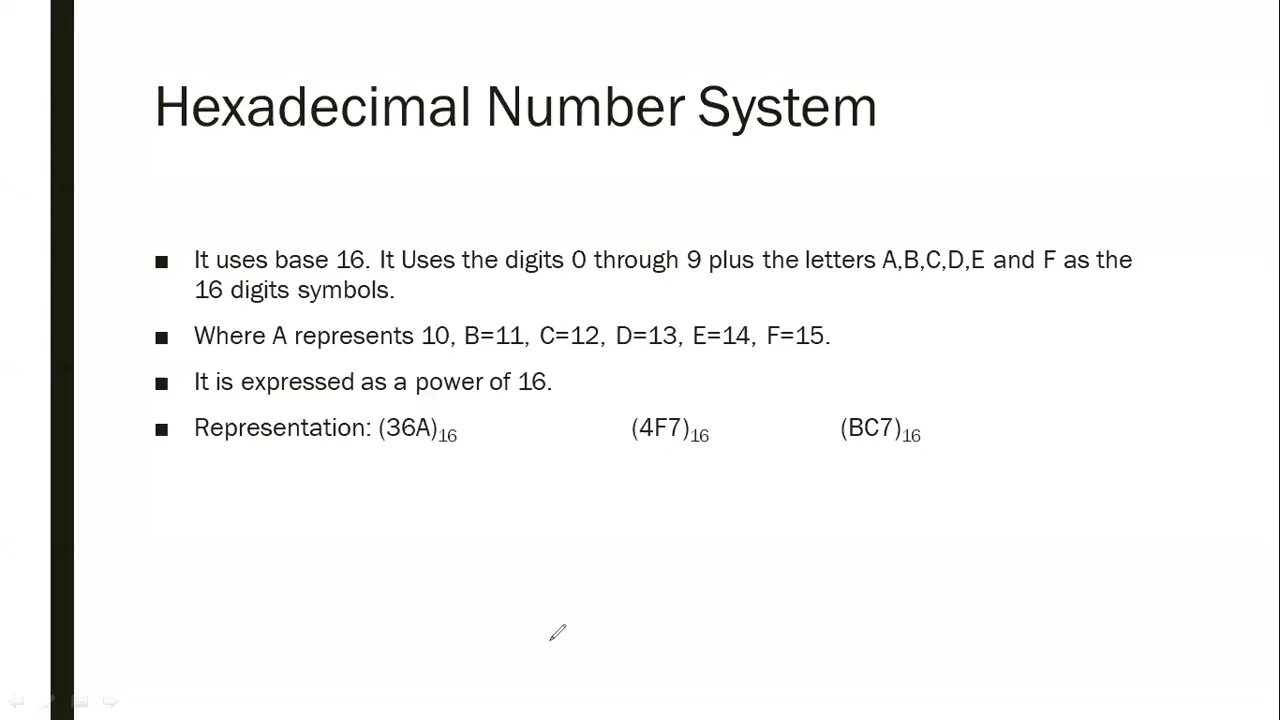 Hexadecimal Number System
■ It uses base 16. It Uses the digits 0 through 9 plus the letters A,B,C,D,E and F as the
16 digits symbols.
■ Where A represents 10, B=11, C=12, D=13, E=14, F=15.
■ It is expressed as a power of 16.
■ Representation: (36A)₁₆ (4F7)₁₆ (BC7)₁₆